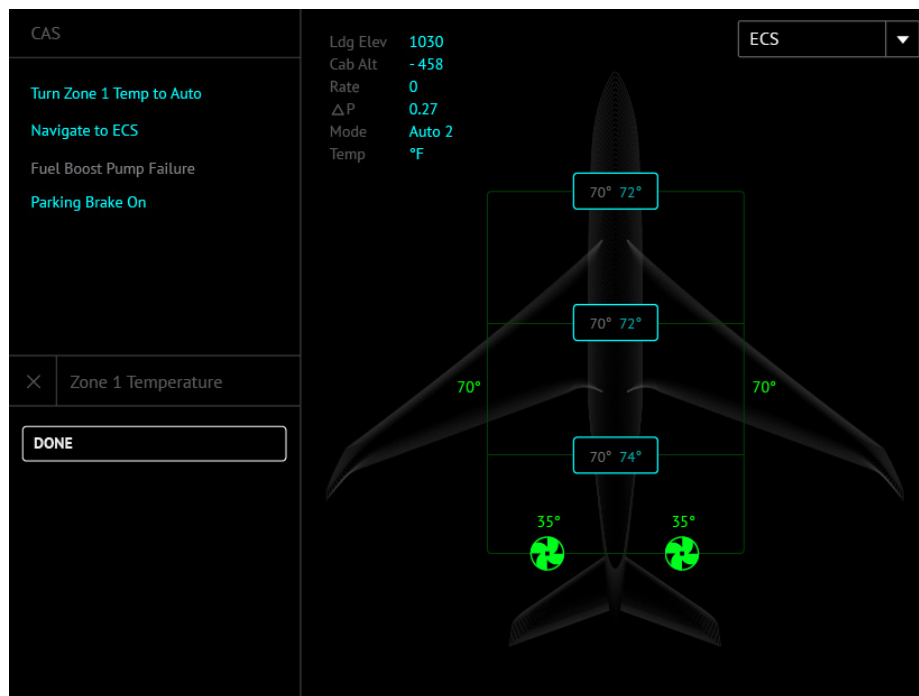 CAS
Turn Zone 1 Temp to Auto
Navigate to ECS
Fuel Boost Pump Failure
Parking Brake On
Zone 1 Temperature
DONE
Ldg Elev 1030
Cab Alt - 458
Rate 0
△P 0.27
Mode Auto 2
Temp °F
ECS
70° 72°
70° 72°
70° 70°
70° 74°
35° 35°